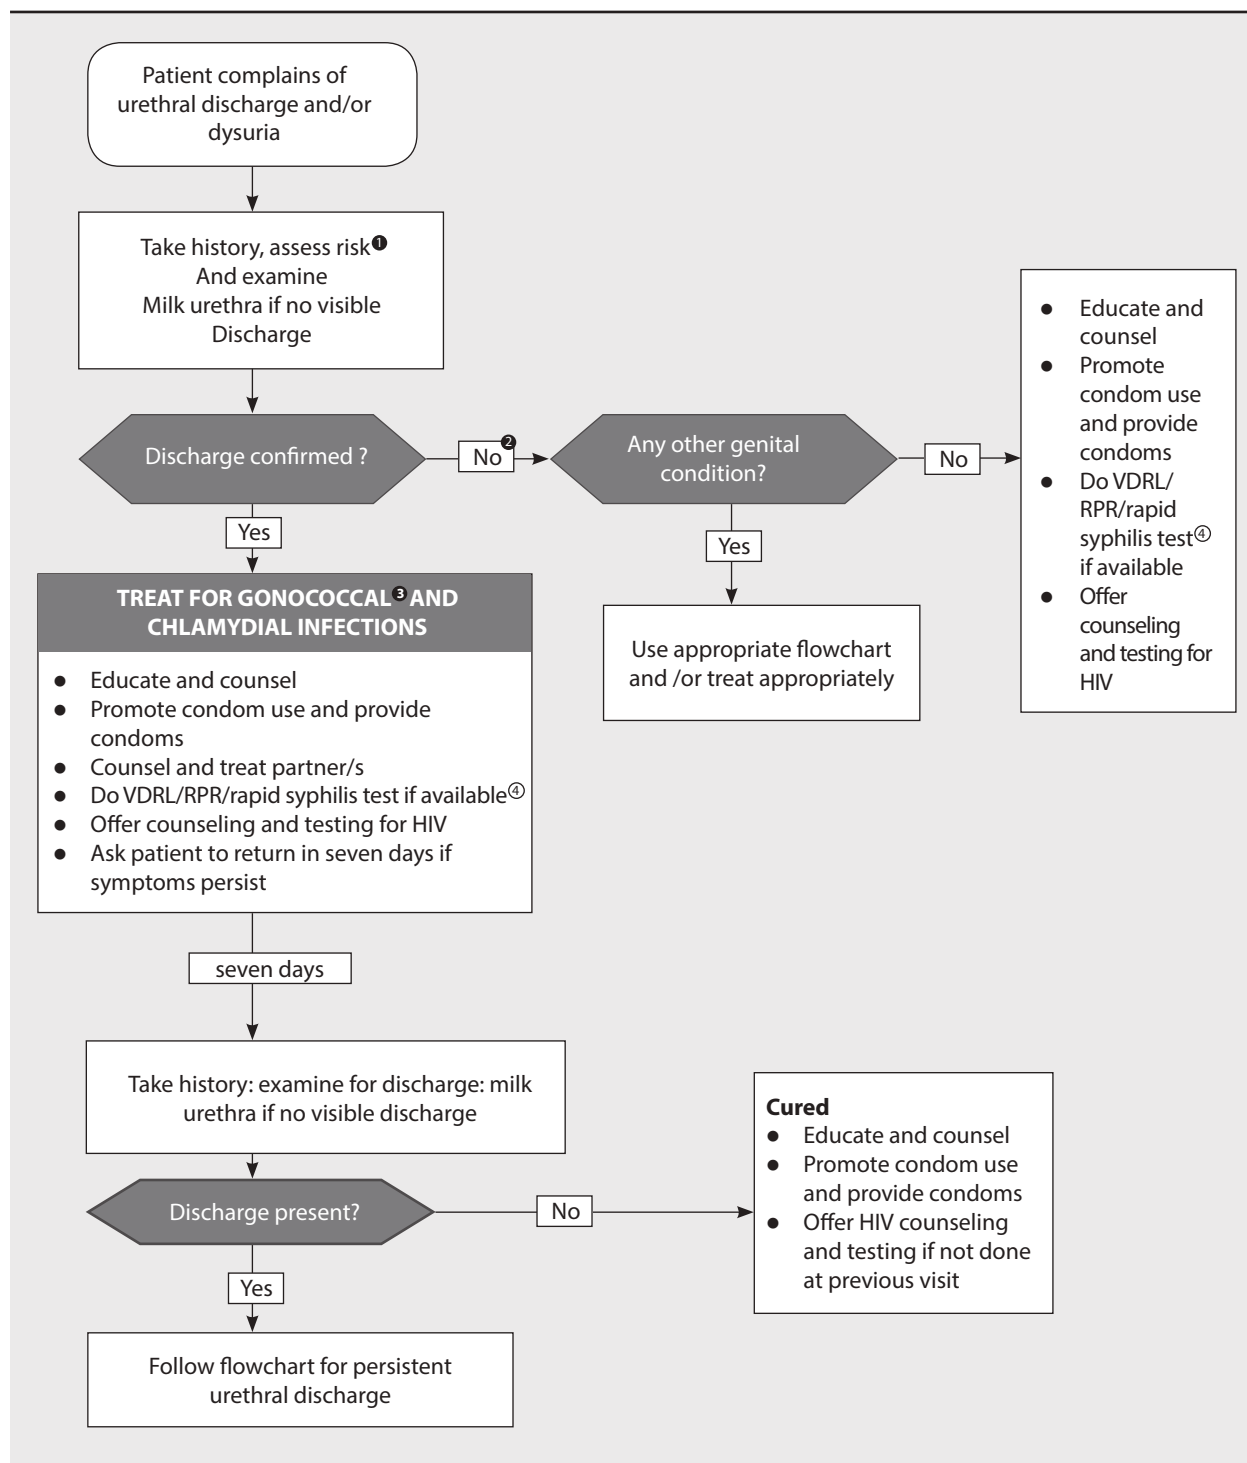 Patient complains of
urethral discharge and/or
dysuria
Take history, assess risk❶
And examine
Milk urethra if no visible
Discharge
Discharge confirmed ?
No❷
Any other genital
condition?
No
● Educate and
counsel
● Promote
condom use
and provide
condoms
● Do VDRL/
RPR/rapid
syphilis test④
if available
● Offer
counseling
and testing for
HIV
Yes
Yes
Use appropriate flowchart
and /or treat appropriately
TREAT FOR GONOCOCCAL❸ AND
CHLAMYDIAL INFECTIONS
● Educate and counsel
● Promote condom use and provide
condoms
● Counsel and treat partner/s
● Do VDRL/RPR/rapid syphilis test if available④
● Offer counseling and testing for HIV
● Ask patient to return in seven days if
symptoms persist
seven days
Take history: examine for discharge: milk
urethra if no visible discharge
Discharge present?
No
Cured
● Educate and counsel
● Promote condom use
and provide condoms
● Offer HIV counseling
and testing if not done
at previous visit
Yes
Follow flowchart for persistent
urethral discharge